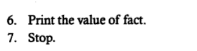 6. Print the value of fact.
7. Stop.